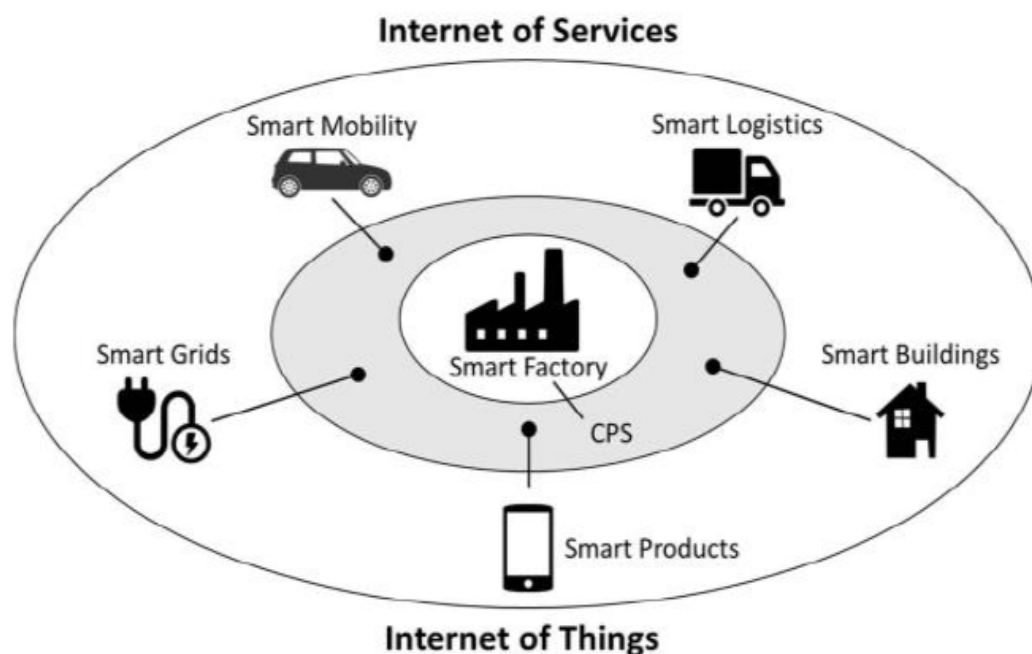 Internet of Services
Smart Mobility
Smart Logistics
Smart Grids
Smart Factory
Smart Buildings
CPS
Smart Products
Internet of Things